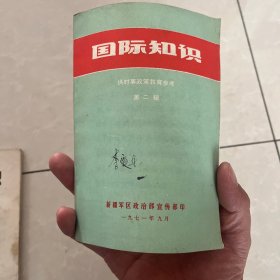 国际知识
供时事政策教育参考
第二辑
新疆军区政治部宣传部印
一九七一年九月